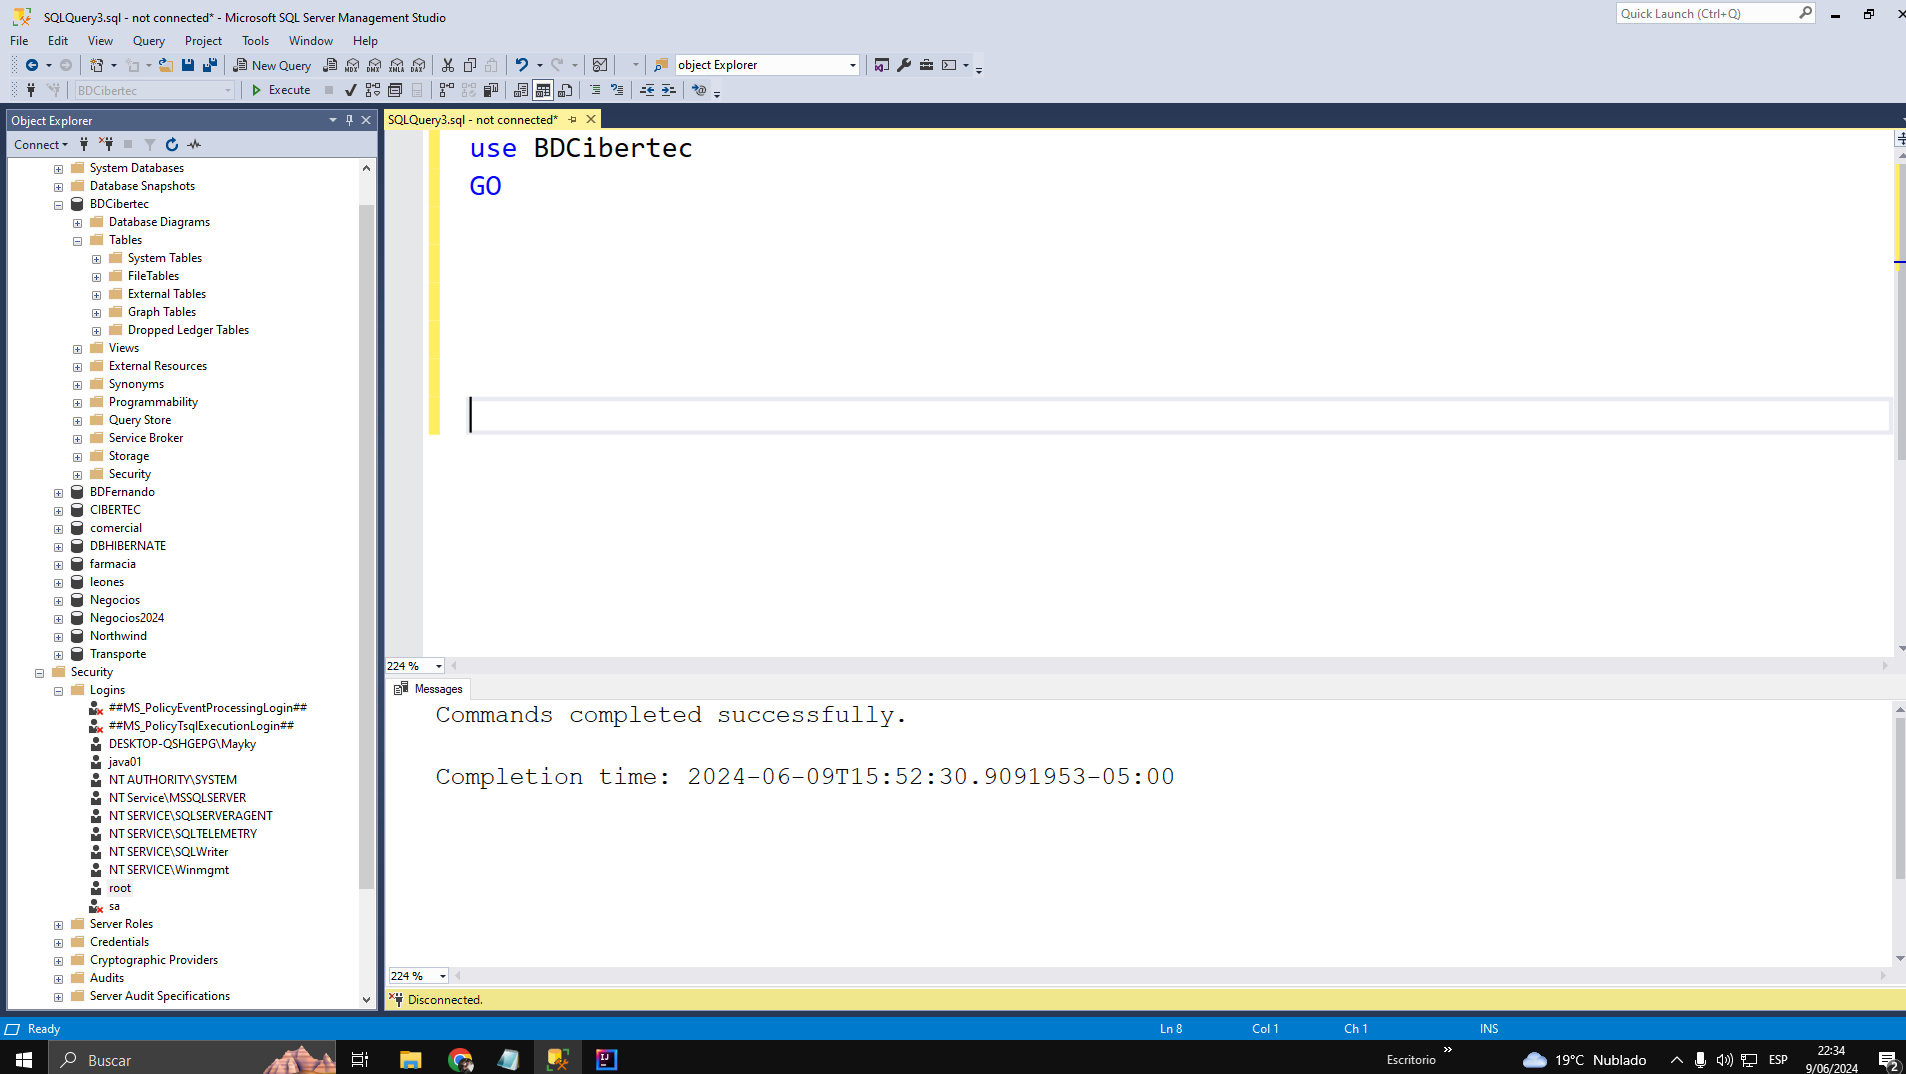 SQLQuery3.sql - not connected* - Microsoft SQL Server Management Studio
Quick Launch (Ctrl+Q)
File Edit View Query Project Tools Window Help
New Query
MDX DMX XMLA DAX
object Explorer
BDCibertec
Execute
Object Explorer
Connect
System Databases
Database Snapshots
BDCibertec
Database Diagrams
Tables
System Tables
FileTables
External Tables
Graph Tables
Dropped Ledger Tables
Views
External Resources
Synonyms
Programmability
Query Store
Service Broker
Storage
Security
BDFernando
CIBERTEC
comercial
DBHIBERNATE
farmacia
leones
Negocios
Negocios2024
Northwind
Transporte
Security
Logins
##MS_PolicyEventProcessingLogin##
##MS_PolicyTsqlExecutionLogin##
DESKTOP-QSHGEPG\Mayky
java01
NT AUTHORITY\SYSTEM
NT Service\MSSQLSERVER
NT SERVICE\SQLSERVERAGENT
NT SERVICE\SQLTELEMETRY
NT SERVICE\SQLWriter
NT SERVICE\Winmgmt
root
sa
Server Roles
Credentials
Cryptographic Providers
Audits
Server Audit Specifications
SQLQuery3.sql - not connected*
use BDCibertec
GO
224 %
Messages
Commands completed successfully.
Completion time: 2024-06-09T15:52:30.9091953-05:00
224 %
Disconnected.
Ready
Ln 8
Col 1
Ch 1
INS
Buscar
IJ
Escritorio
19°C Nublado
ESP
22:34
9/06/2024
2